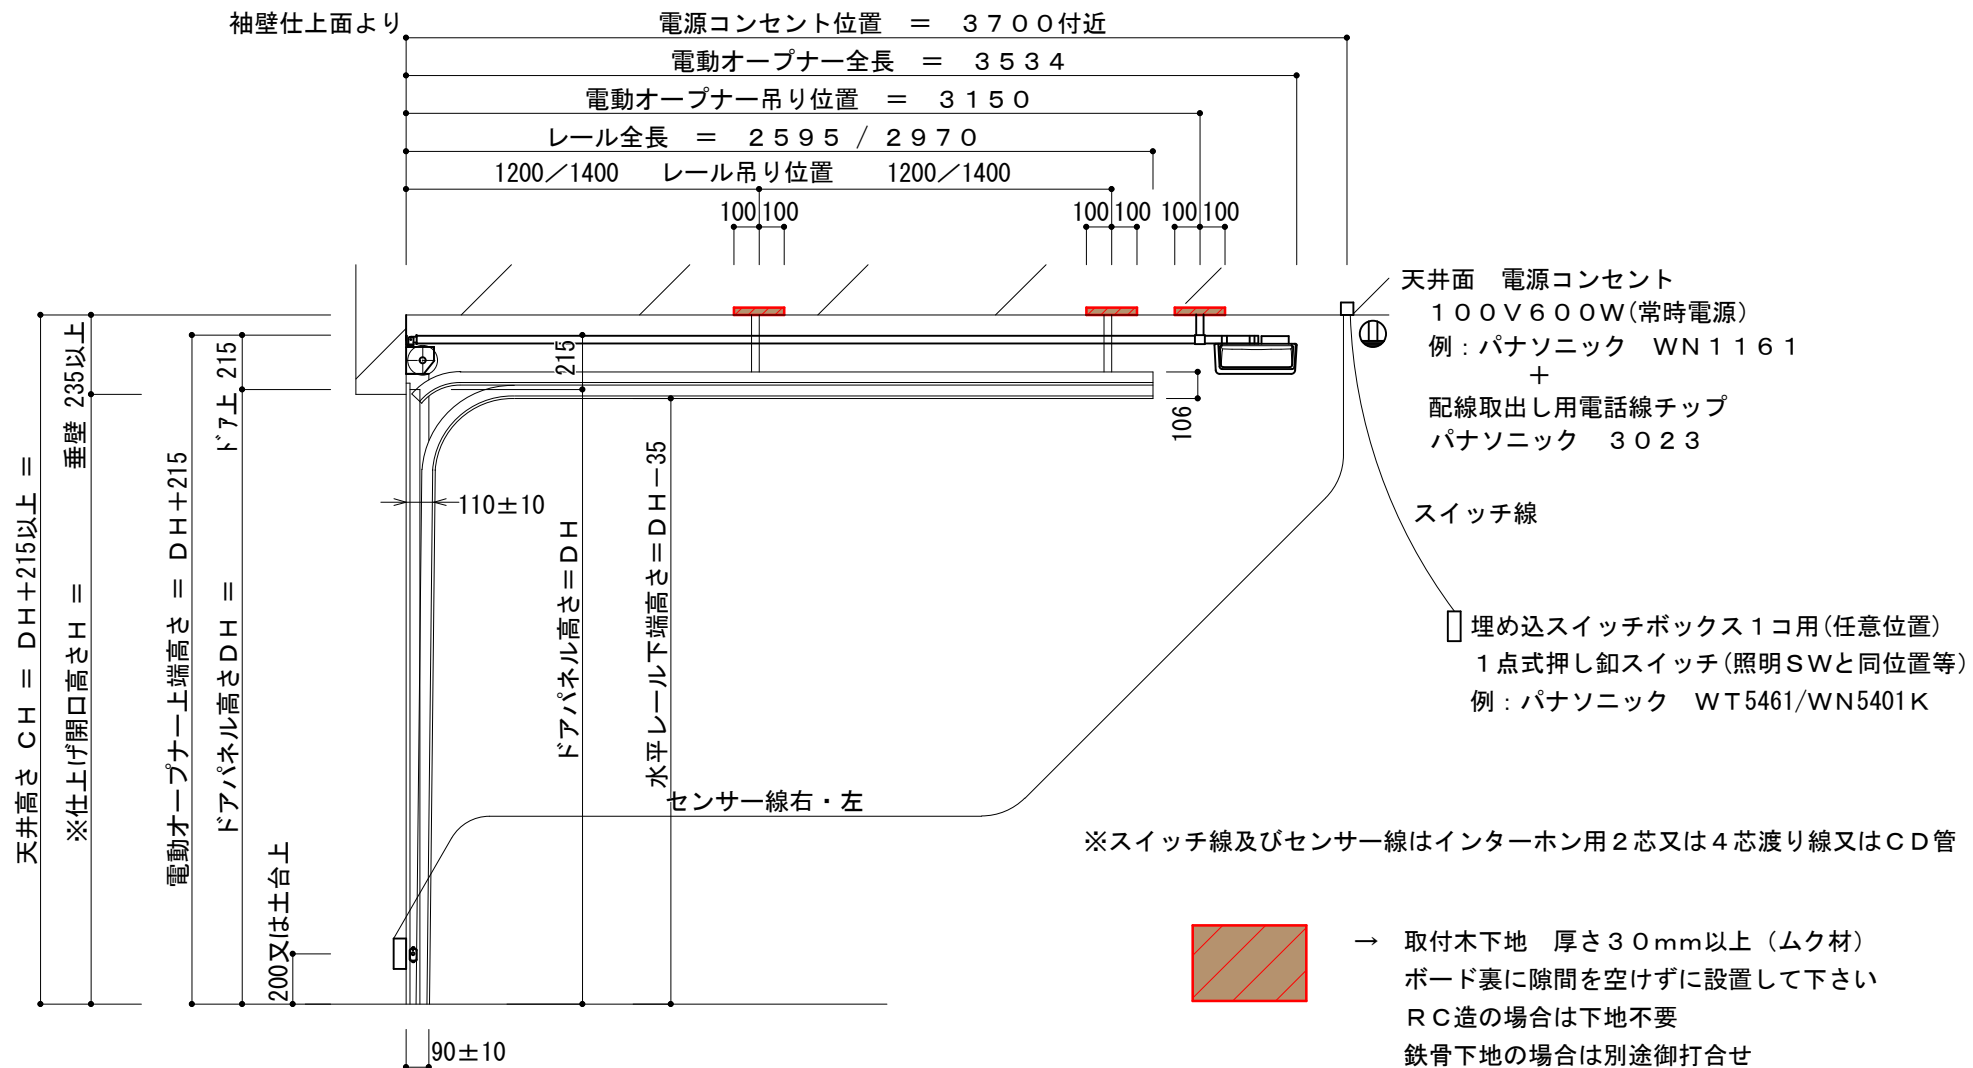 袖壁仕上面より
電源コンセント位置 ＝ ３７００付近
電動オープナー全長 ＝ ３５３４
電動オープナー吊り位置 ＝ ３１５０
レール全長 ＝ ２５９５ / ２９７０
1200／1400 レール吊り位置 1200／1400
100 100 100 100 100 100
天井面 電源コンセント
１００Ｖ６００Ｗ(常時電源)
例：パナソニック ＷＮ１１６１
＋
配線取出し用電話線チップ
パナソニック ３０２３
スイッチ線
埋め込スイッチボックス１コ用(任意位置)
１点式押し釦スイッチ(照明ＳＷと同位置等)
例：パナソニック ＷＴ5461/ＷＮ5401Ｋ
天井高さ ＣＨ ＝ ＤＨ＋215以上 ＝
垂壁 235以上
※仕上げ開口高さＨ ＝
電動オープナー上端高さ ＝ ＤＨ＋215
ドア上 215
ドアパネル高さＤＨ ＝
200又は土台上
215
106
110±10
ドアパネル高さ＝ＤＨ
水平レール下端高さ＝ＤＨ－35
センサー線右・左
90±10
※スイッチ線及びセンサー線はインターホン用２芯又は４芯渡り線又はＣＤ管
→ 取付木下地 厚さ３０mm以上（ムク材）
ボード裏に隙間を空けずに設置して下さい
ＲＣ造の場合は下地不要
鉄骨下地の場合は別途御打合せ